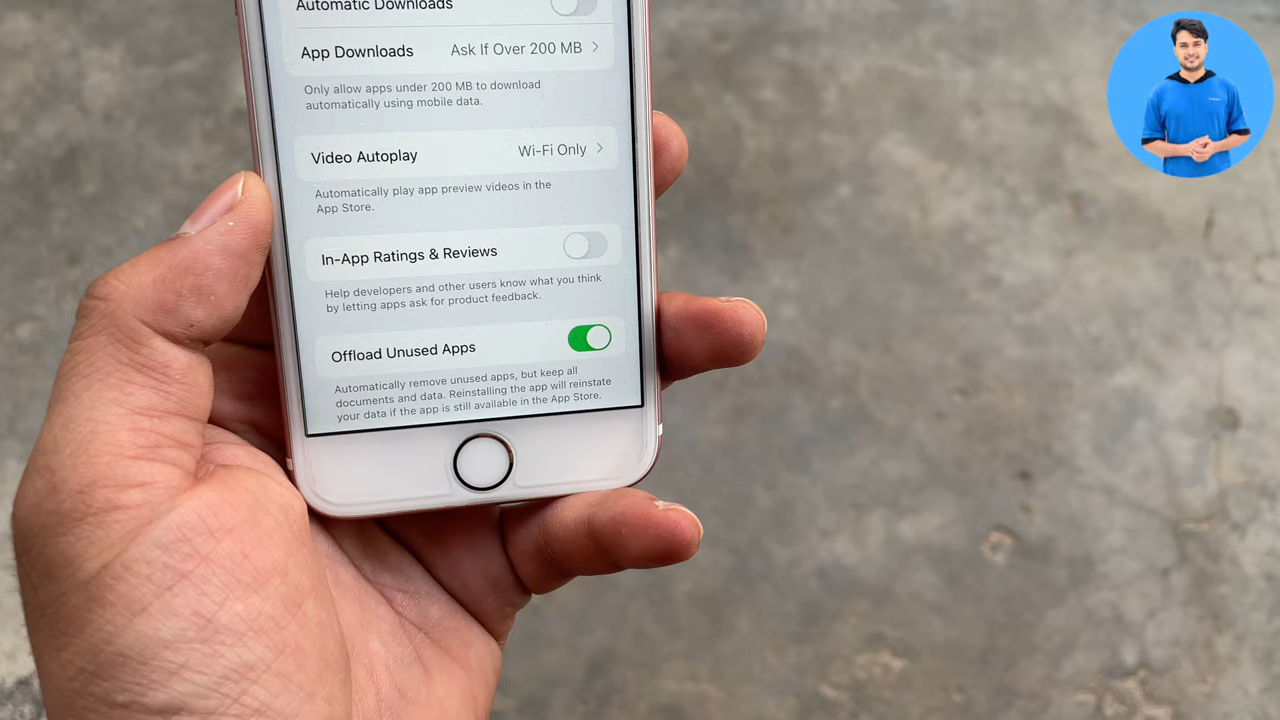 Automatic Downloads
App Downloads Ask If Over 200 MB
Only allow apps under 200 MB to download
automatically using mobile data.
Video Autoplay Wi-Fi Only
Automatically play app preview videos in the
App Store.
In-App Ratings & Reviews
Help developers and other users know what you think
by letting apps ask for product feedback.
Offload Unused Apps
Automatically remove unused apps, but keep all
documents and data. Reinstalling the app will reinstate
your data if the app is still available in the App Store.